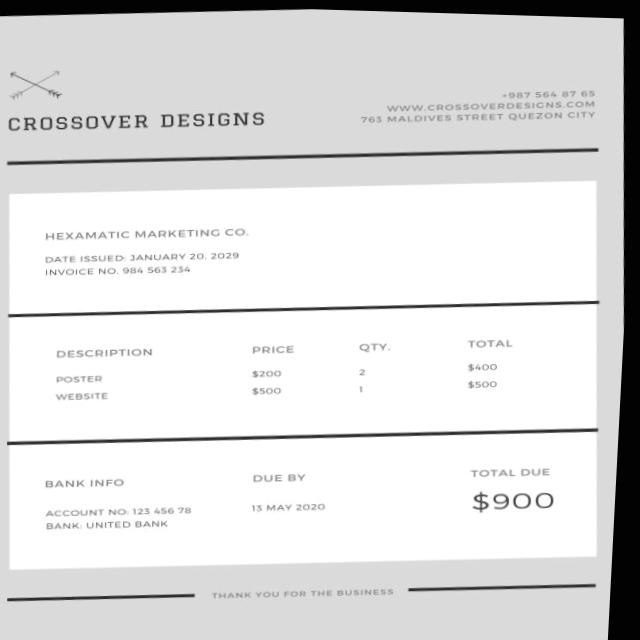 CROSSOVER DESIGNS
+987 564 87 65
WWW.CROSSOVERDESIGNS.COM
763 MALDIVES STREET QUEZON CITY
HEXAMATIC MARKETING CO.
DATE ISSUED: JANUARY 20, 2029
INVOICE NO. 984 563 234
DESCRIPTION PRICE QTY. TOTAL
POSTER $200 2 $400
WEBSITE $500 1 $500
BANK INFO DUE BY TOTAL DUE
ACCOUNT NO: 123 456 78 13 MAY 2020 $900
BANK: UNITED BANK
THANK YOU FOR THE BUSINESS